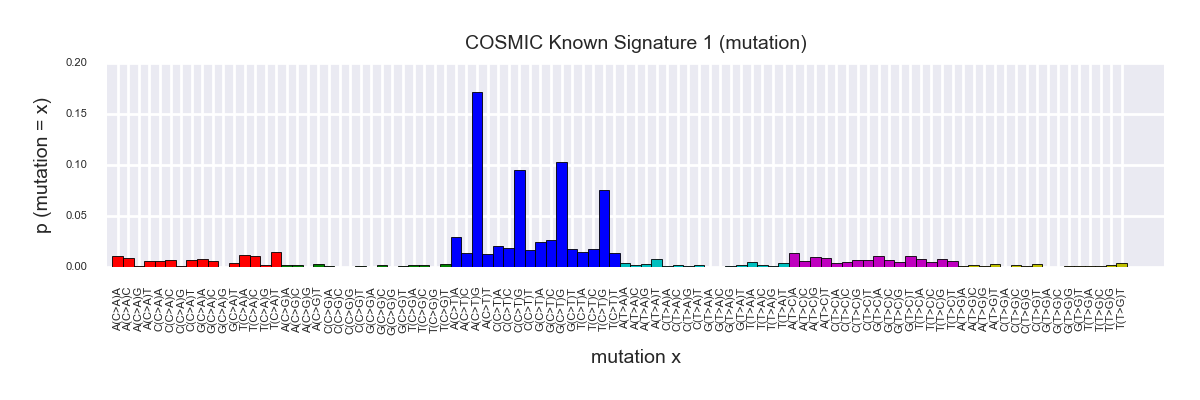 COSMIC Known Signature 1 (mutation)
p (mutation = x)
0.20
0.15
0.10
0.05
0.00
A(C>A)A
A(C>A)C
A(C>A)G
A(C>A)T
C(C>A)A
C(C>A)C
C(C>A)G
C(C>A)T
G(C>A)A
G(C>A)C
G(C>A)G
G(C>A)T
T(C>A)A
T(C>A)C
T(C>A)G
T(C>A)T
A(C>G)A
A(C>G)C
A(C>G)G
A(C>G)T
C(C>G)A
C(C>G)C
C(C>G)G
C(C>G)T
G(C>G)A
G(C>G)C
G(C>G)G
G(C>G)T
T(C>G)A
T(C>G)C
T(C>G)G
T(C>G)T
A(C>T)A
A(C>T)C
A(C>T)G
A(C>T)T
C(C>T)A
C(C>T)C
C(C>T)G
C(C>T)T
G(C>T)A
G(C>T)C
G(C>T)G
G(C>T)T
T(C>T)A
T(C>T)C
T(C>T)G
T(C>T)T
A(T>A)A
A(T>A)C
A(T>A)G
A(T>A)T
C(T>A)A
C(T>A)C
C(T>A)G
C(T>A)T
G(T>A)A
G(T>A)C
G(T>A)G
G(T>A)T
T(T>A)A
T(T>A)C
T(T>A)G
T(T>A)T
A(T>C)A
A(T>C)C
A(T>C)G
A(T>C)T
C(T>C)A
C(T>C)C
C(T>C)G
C(T>C)T
G(T>C)A
G(T>C)C
G(T>C)G
G(T>C)T
T(T>C)A
T(T>C)C
T(T>C)G
T(T>C)T
A(T>G)A
A(T>G)C
A(T>G)G
A(T>G)T
C(T>G)A
C(T>G)C
C(T>G)G
C(T>G)T
G(T>G)A
G(T>G)C
G(T>G)G
G(T>G)T
T(T>G)A
T(T>G)C
T(T>G)G
T(T>G)T
mutation x